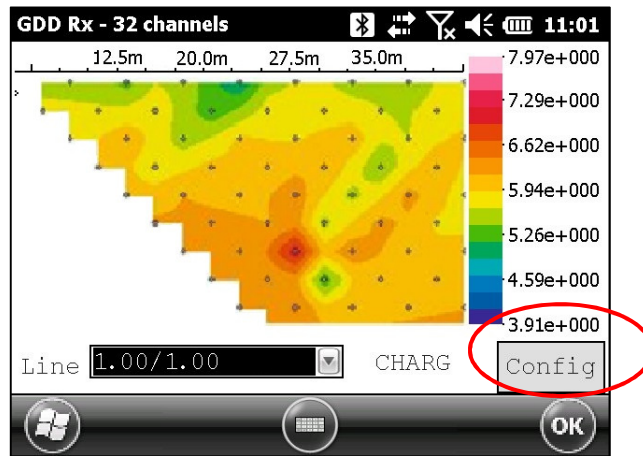 GDD Rx - 32 channels 11:01
12.5m 20.0m 27.5m 35.0m
7.97e+000
7.29e+000
6.62e+000
5.94e+000
5.26e+000
4.59e+000
3.91e+000
Line 1.00/1.00 CHARG Config
OK